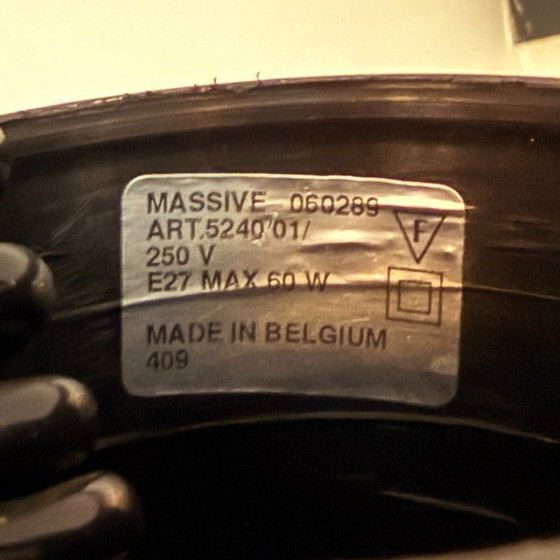 MASSIVE 060289
ART.5240/01/
250 V
E27 MAX 60 W
F
MADE IN BELGIUM
409